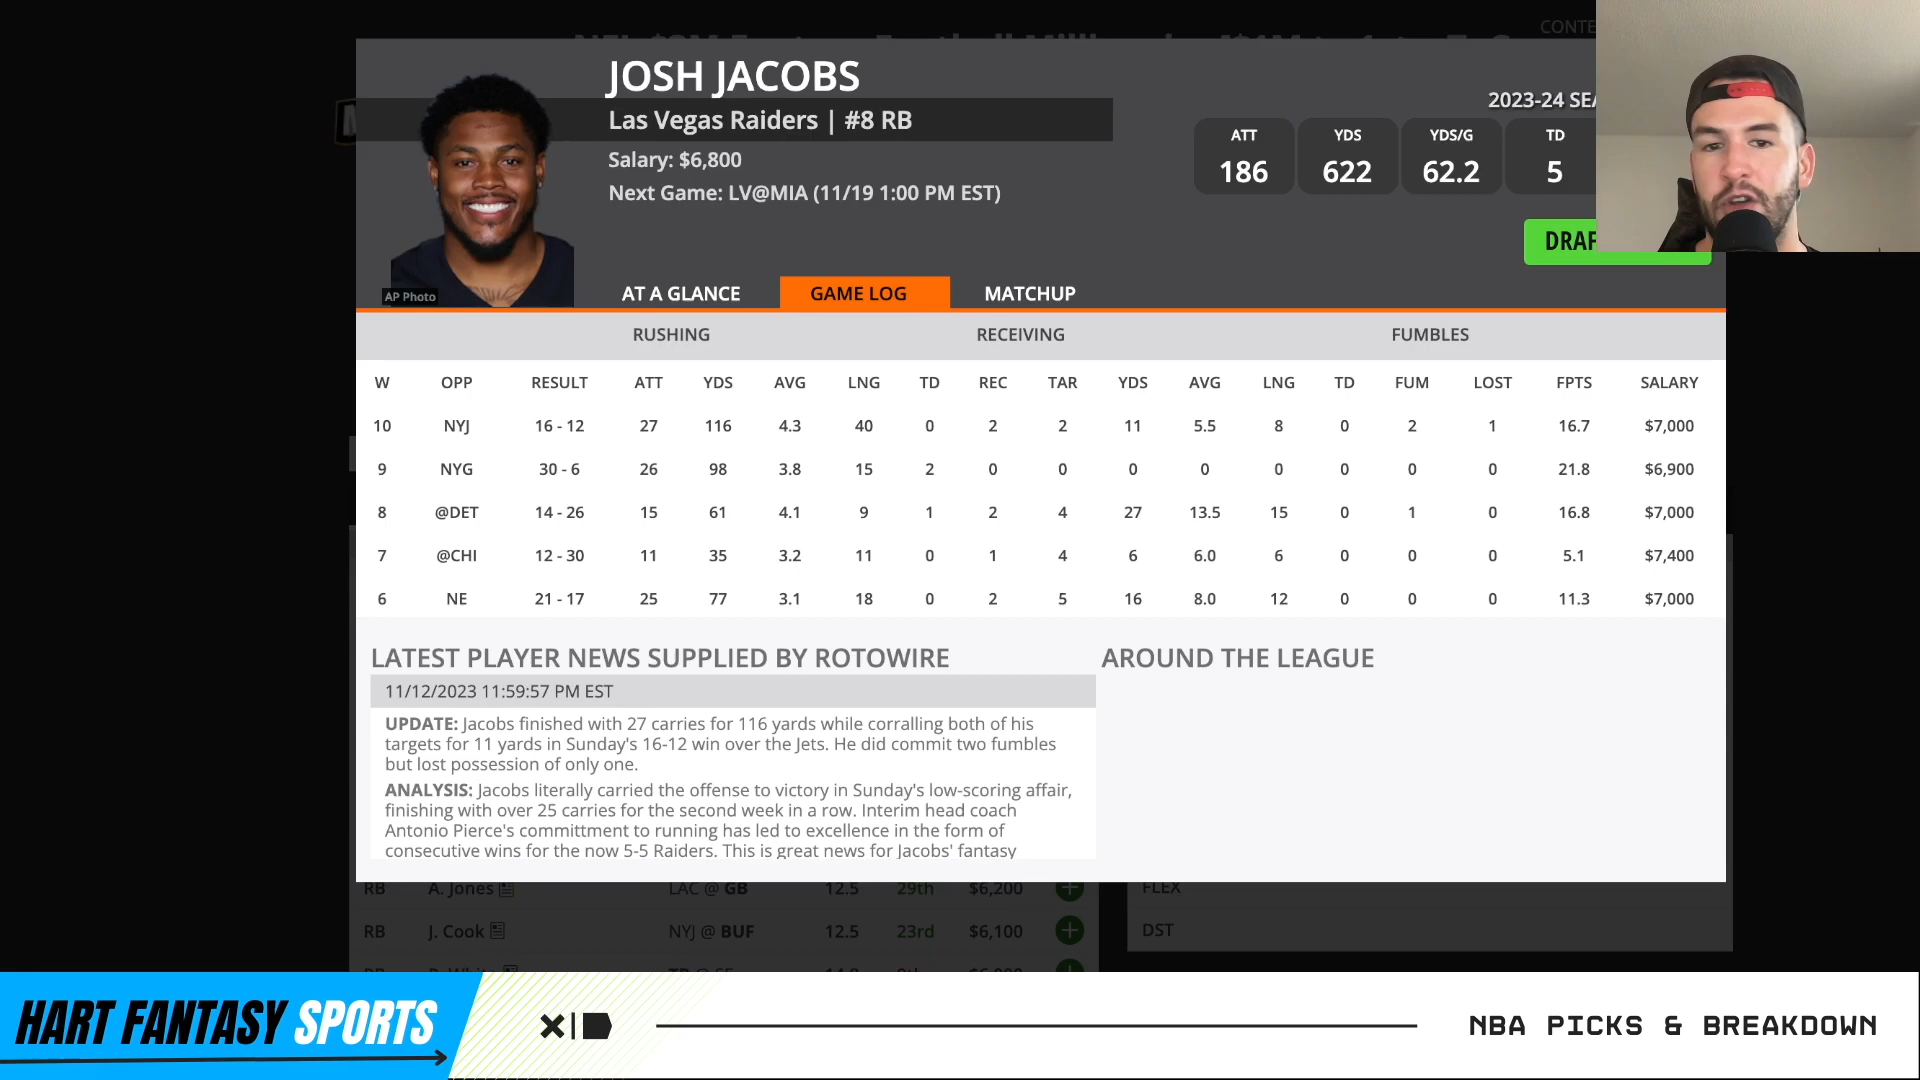 CONTE
JOSH JACOBS
Las Vegas Raiders | #8 RB
Salary: $6,800
Next Game: LV@MIA (11/19 1:00 PM EST)
2023-24 SEA
ATT YDS YDS/G TD
186 622 62.2 5
DRAF
AP Photo
AT A GLANCE GAME LOG MATCHUP
RUSHING RECEIVING FUMBLES
W OPP RESULT ATT YDS AVG LNG TD REC TAR YDS AVG LNG TD FUM LOST FPTS SALARY
10 NYJ 16 - 12 27 116 4.3 40 0 2 2 11 5.5 8 0 2 1 16.7 $7,000
9 NYG 30 - 6 26 98 3.8 15 2 0 0 0 0 0 0 0 0 21.8 $6,900
8 @DET 14 - 26 15 61 4.1 9 1 2 4 27 13.5 15 0 1 0 16.8 $7,000
7 @CHI 12 - 30 11 35 3.2 11 0 1 4 6 6.0 6 0 0 0 5.1 $7,400
6 NE 21 - 17 25 77 3.1 18 0 2 5 16 8.0 12 0 0 0 11.3 $7,000
LATEST PLAYER NEWS SUPPLIED BY ROTOWIRE
AROUND THE LEAGUE
11/12/2023 11:59:57 PM EST
UPDATE: Jacobs finished with 27 carries for 116 yards while corralling both of his
targets for 11 yards in Sunday's 16-12 win over the Jets. He did commit two fumbles
but lost possession of only one.
ANALYSIS: Jacobs literally carried the offense to victory in Sunday's low-scoring affair,
finishing with over 25 carries for the second week in a row. Interim head coach
Antonio Pierce's committment to running has led to excellence in the form of
consecutive wins for the now 5-5 Raiders. This is great news for Jacobs' fantasy
RB A. Jones LAC @ GB 12.5 29th $6,200 FLEX
RB J. Cook NYJ @ BUF 12.5 23rd $6,100 DST
HART FANTASY SPORTS
NBA PICKS & BREAKDOWN